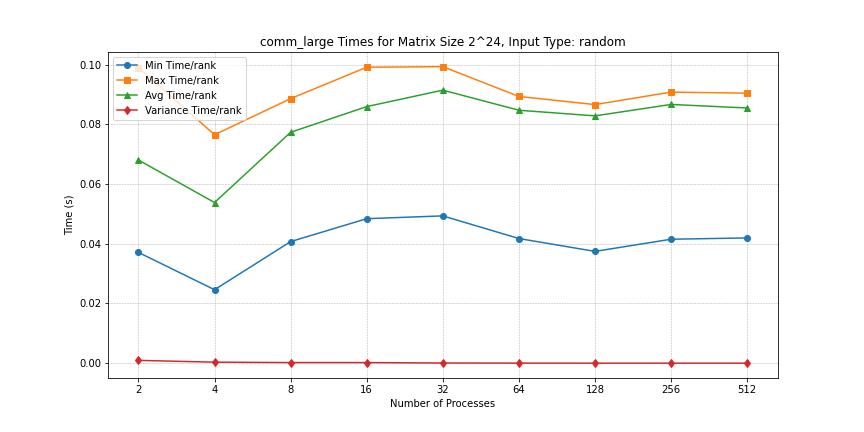 comm_large Times for Matrix Size 2^24, Input Type: random
Min Time/rank
Max Time/rank
Avg Time/rank
Variance Time/rank
0.10
0.08
0.06
0.04
0.02
0.00
Time (s)
2 4 8 16 32 64 128 256 512
Number of Processes